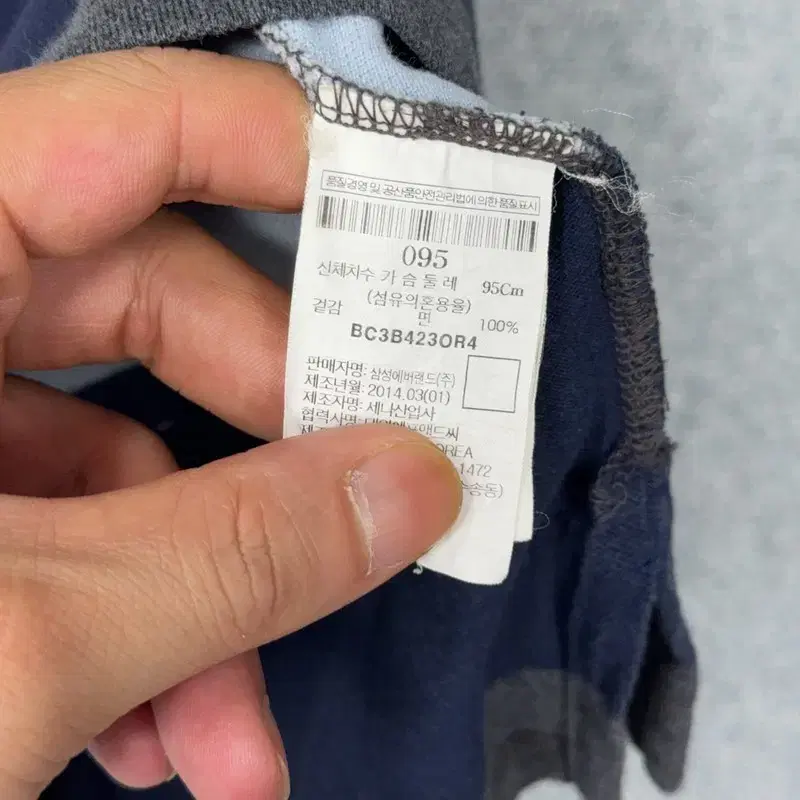 품질경영 및 공산품안전관리법에 의한 품질표시
095
신체치수 가 슴 둘 레 95Cm
(섬유의혼용율)
겉감 면 100%
BC3B423OR4
판매자명: 삼성에버랜드(주)
제조년월: 2014.03(01)
제조자명: 세나산업사
협력사명:
1472